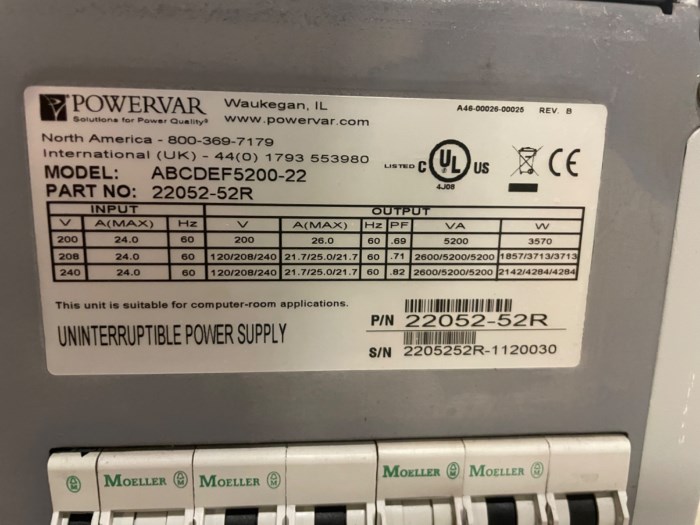 POWERVAR
Solutions for Power Quality®
Waukegan, IL
www.powervar.com
A46-00026-00025 REV. B
North America - 800-369-7179
International (UK) - 44(0) 1793 553980
LISTED C UL US
4J08
CE
MODEL: ABCDEF5200-22
PART NO: 22052-52R
INPUT OUTPUT
V A(MAX) Hz V A(MAX) Hz PF VA W
200 24.0 60 200 26.0 60 .69 5200 3570
208 24.0 60 120/208/240 21.7/25.0/21.7 60 .71 2600/5200/5200 1857/3713/3713
240 24.0 60 120/208/240 21.7/25.0/21.7 60 .82 2600/5200/5200 2142/4284/4284
This unit is suitable for computer-room applications.
UNINTERRUPTIBLE POWER SUPPLY
P/N 22052-52R
S/N 2205252R-1120030
MOELLER MOELLER MOELLER MOELLER